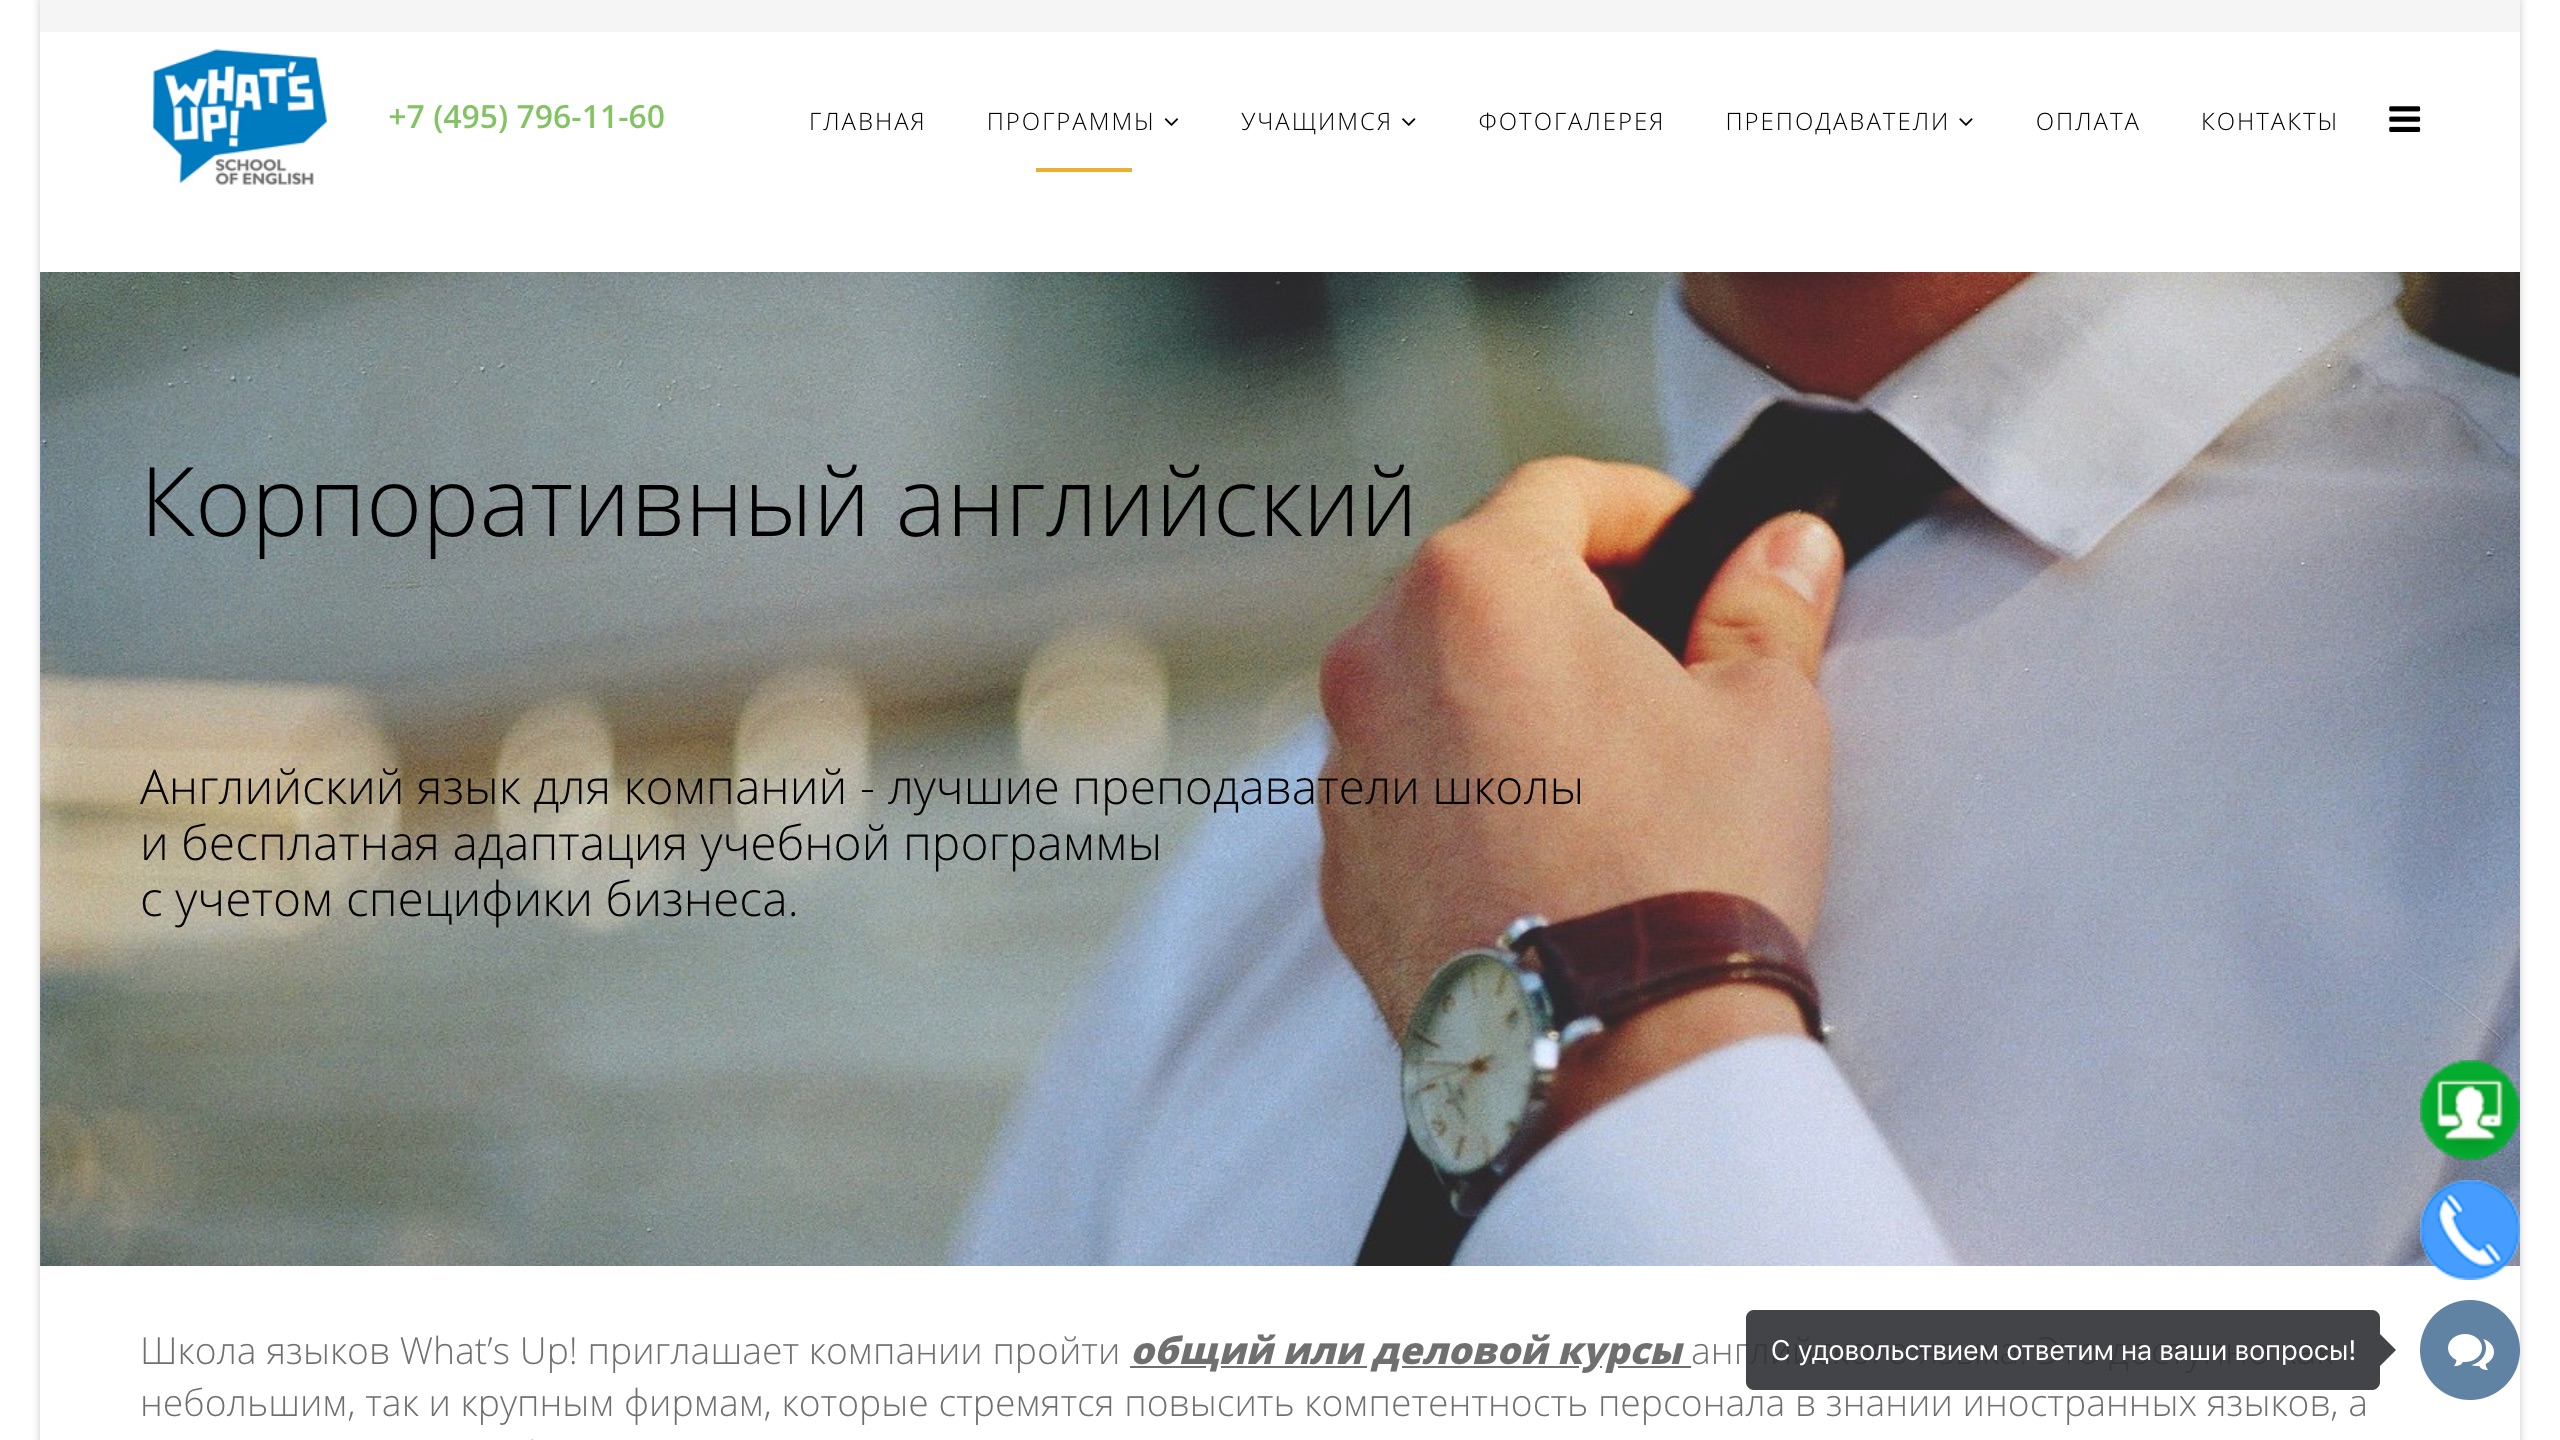 WHAT'S
UP!
SCHOOL
OF ENGLISH
+7 (495) 796-11-60
ГЛАВНАЯ ПРОГРАММЫ УЧАЩИМСЯ ФОТОГАЛЕРЕЯ ПРЕПОДАВАТЕЛИ ОПЛАТА КОНТАКТЫ
Корпоративный английский
Английский язык для компаний - лучшие преподаватели школы
и бесплатная адаптация учебной программы
с учетом специфики бизнеса.
Школа языков What’s Up! приглашает компании пройти общий или деловой курсы
С удовольствием ответим на ваши вопросы!
небольшим, так и крупным фирмам, которые стремятся повысить компетентность персонала в знании иностранных языков, а